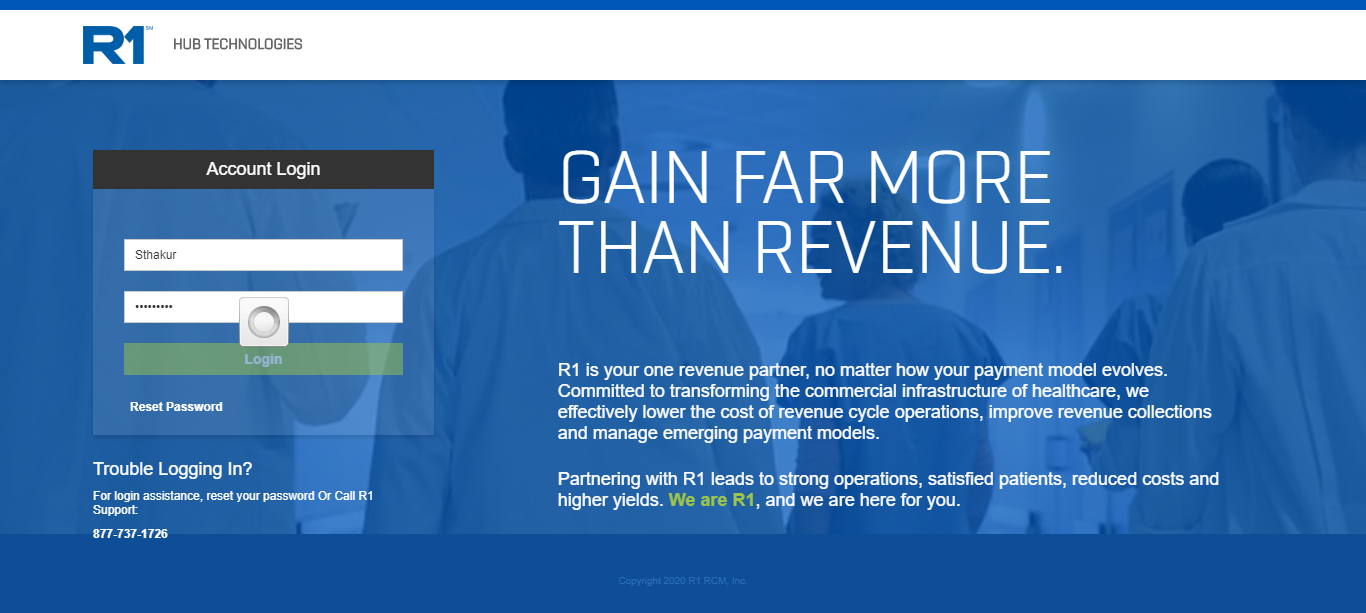 R1 SM
HUB TECHNOLOGIES
Account Login
Sthakur
•••••••••
Login
Reset Password
Trouble Logging In?
For login assistance, reset your password Or Call R1
Support:
877-737-1726
GAIN FAR MORE
THAN REVENUE.
R1 is your one revenue partner, no matter how your payment model evolves.
Committed to transforming the commercial infrastructure of healthcare, we
effectively lower the cost of revenue cycle operations, improve revenue collections
and manage emerging payment models.
Partnering with R1 leads to strong operations, satisfied patients, reduced costs and
higher yields. We are R1, and we are here for you.
Copyright 2020 R1 RCM, Inc.